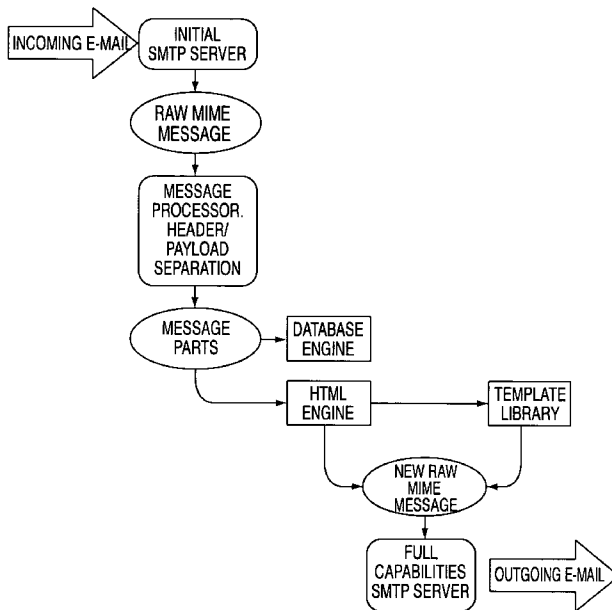 INCOMING E-MAIL
INITIAL
SMTP SERVER
RAW MIME
MESSAGE
MESSAGE
PROCESSOR.
HEADER/
PAYLOAD
SEPARATION
MESSAGE
PARTS
DATABASE
ENGINE
HTML
ENGINE
TEMPLATE
LIBRARY
NEW RAW
MIME
MESSAGE
FULL
CAPABILITIES
SMTP SERVER
OUTGOING E-MAIL